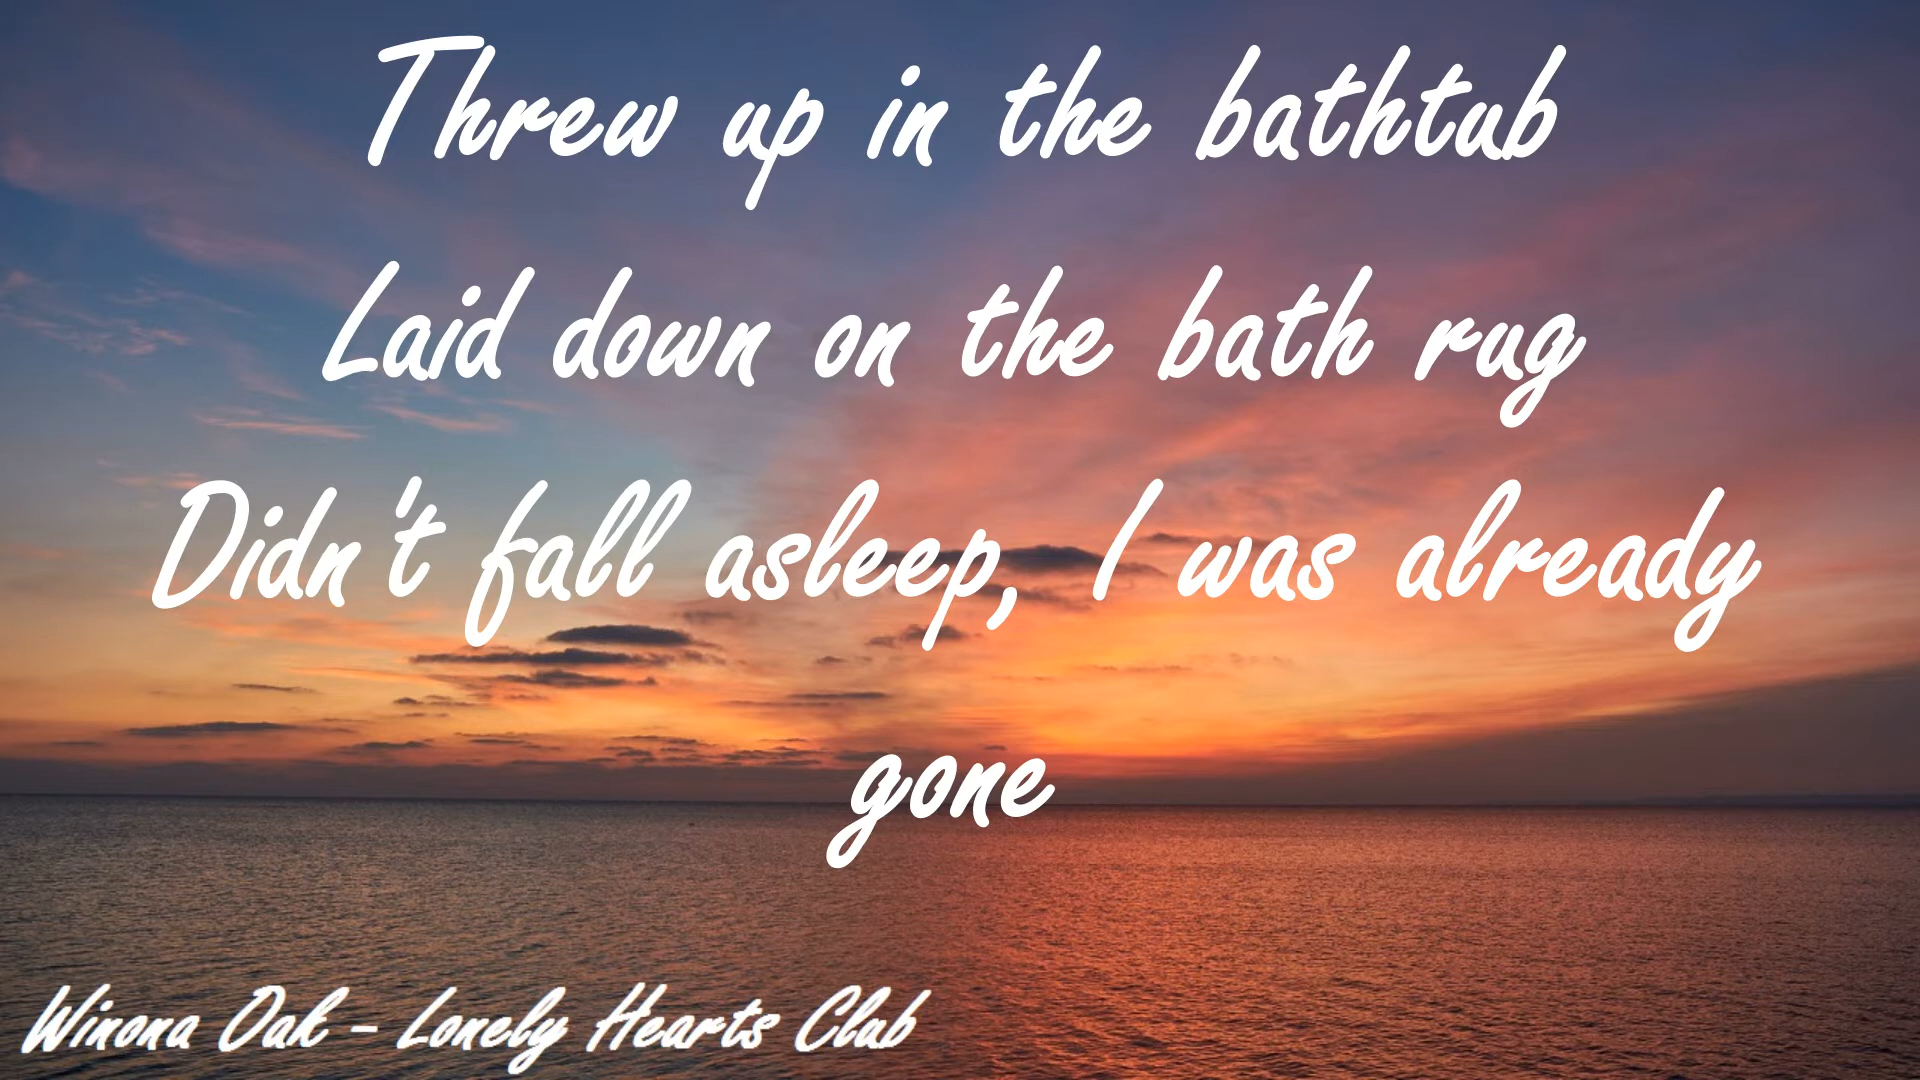 Threw up in the bathtub
Laid down on the bath rug
Didn't fall asleep, I was already
gone
Winona Oak - Lonely Hearts Club